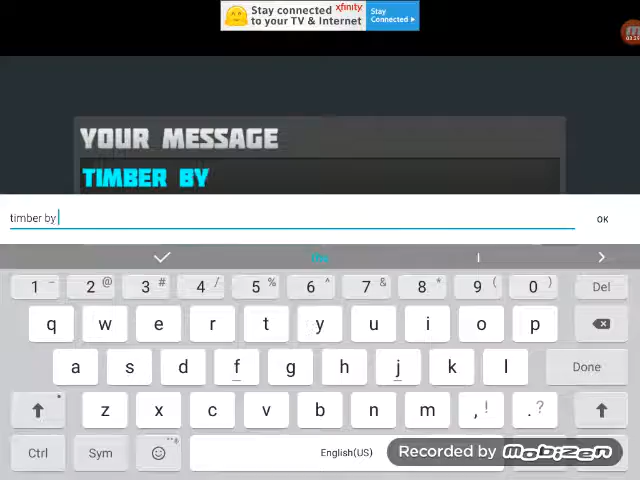 Stay connected xfinity
to your TV & Internet
Stay
Connected ▸
YOUR MESSAGE
TIMBER BY
timber by
OK
the
I
1 _ 2 @ 3 # 4 / 5 % 6 ^ 7 & 8 * 9 ( 0 ) Del
q w e r t y u i o p
a s d f g h j k l Done
z x c v b n m , ! . ?
Ctrl Sym English(US)
Recorded by mobizen